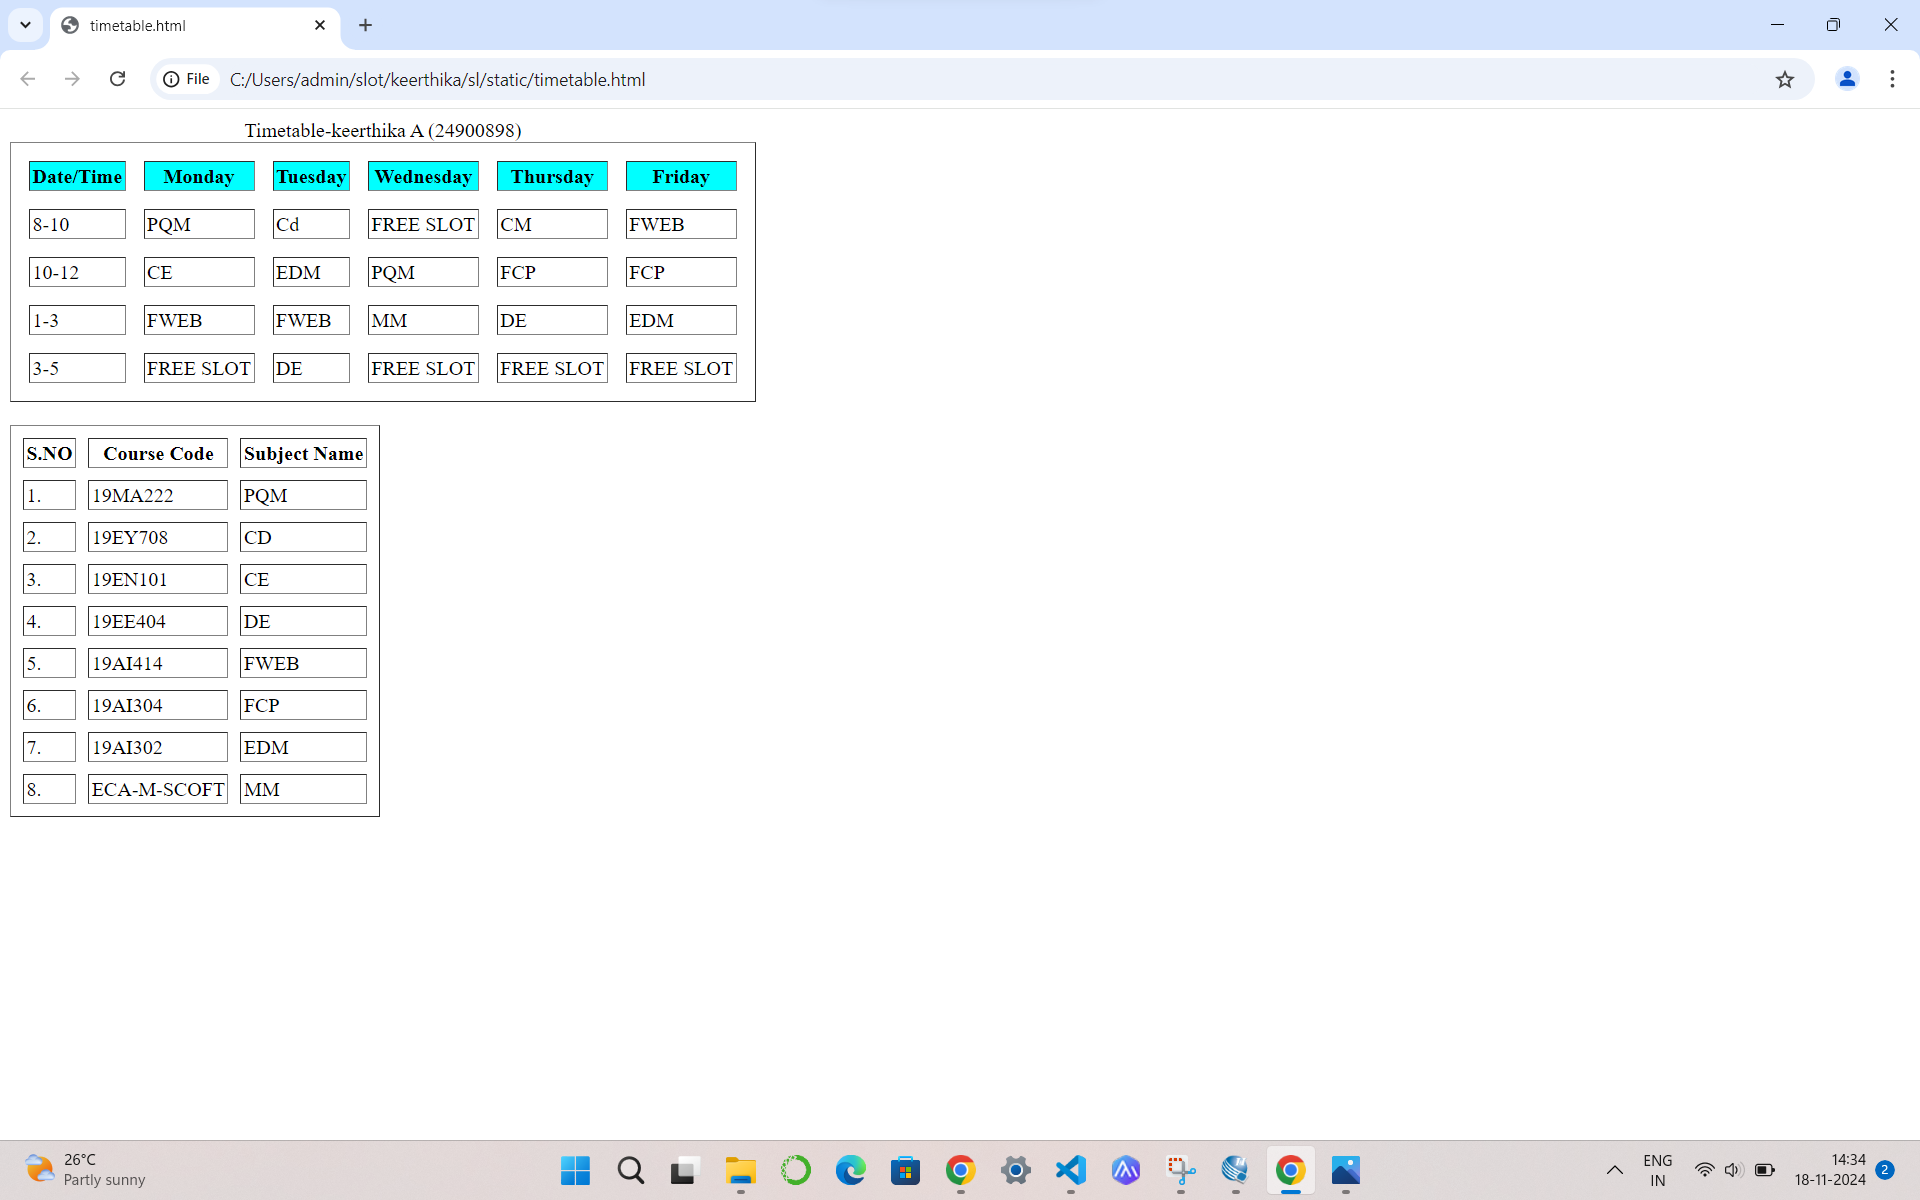 timetable.html
File C:/Users/admin/slot/keerthika/sl/static/timetable.html
Timetable-keerthika A (24900898)
Date/Time Monday Tuesday Wednesday Thursday Friday
8-10 PQM Cd FREE SLOT CM FWEB
10-12 CE EDM PQM FCP FCP
1-3 FWEB FWEB MM DE EDM
3-5 FREE SLOT DE FREE SLOT FREE SLOT FREE SLOT
S.NO Course Code Subject Name
1. 19MA222 PQM
2. 19EY708 CD
3. 19EN101 CE
4. 19EE404 DE
5. 19AI414 FWEB
6. 19AI304 FCP
7. 19AI302 EDM
8. ECA-M-SCOFT MM
26°C
Partly sunny
ENG
IN
14:34
18-11-2024
2